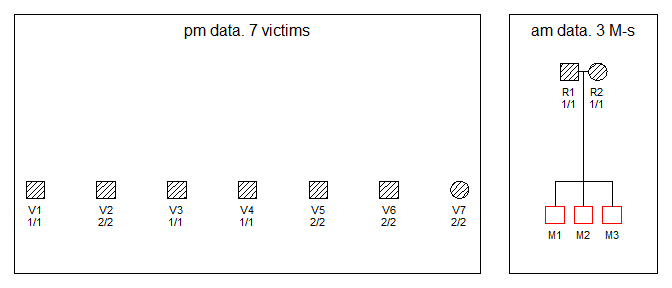 pm data. 7 victims
am data. 3 M-s
R1 R2
1/1 1/1
V1 V2 V3 V4 V5 V6 V7
1/1 2/2 1/1 1/1 2/2 2/2 2/2
M1 M2 M3